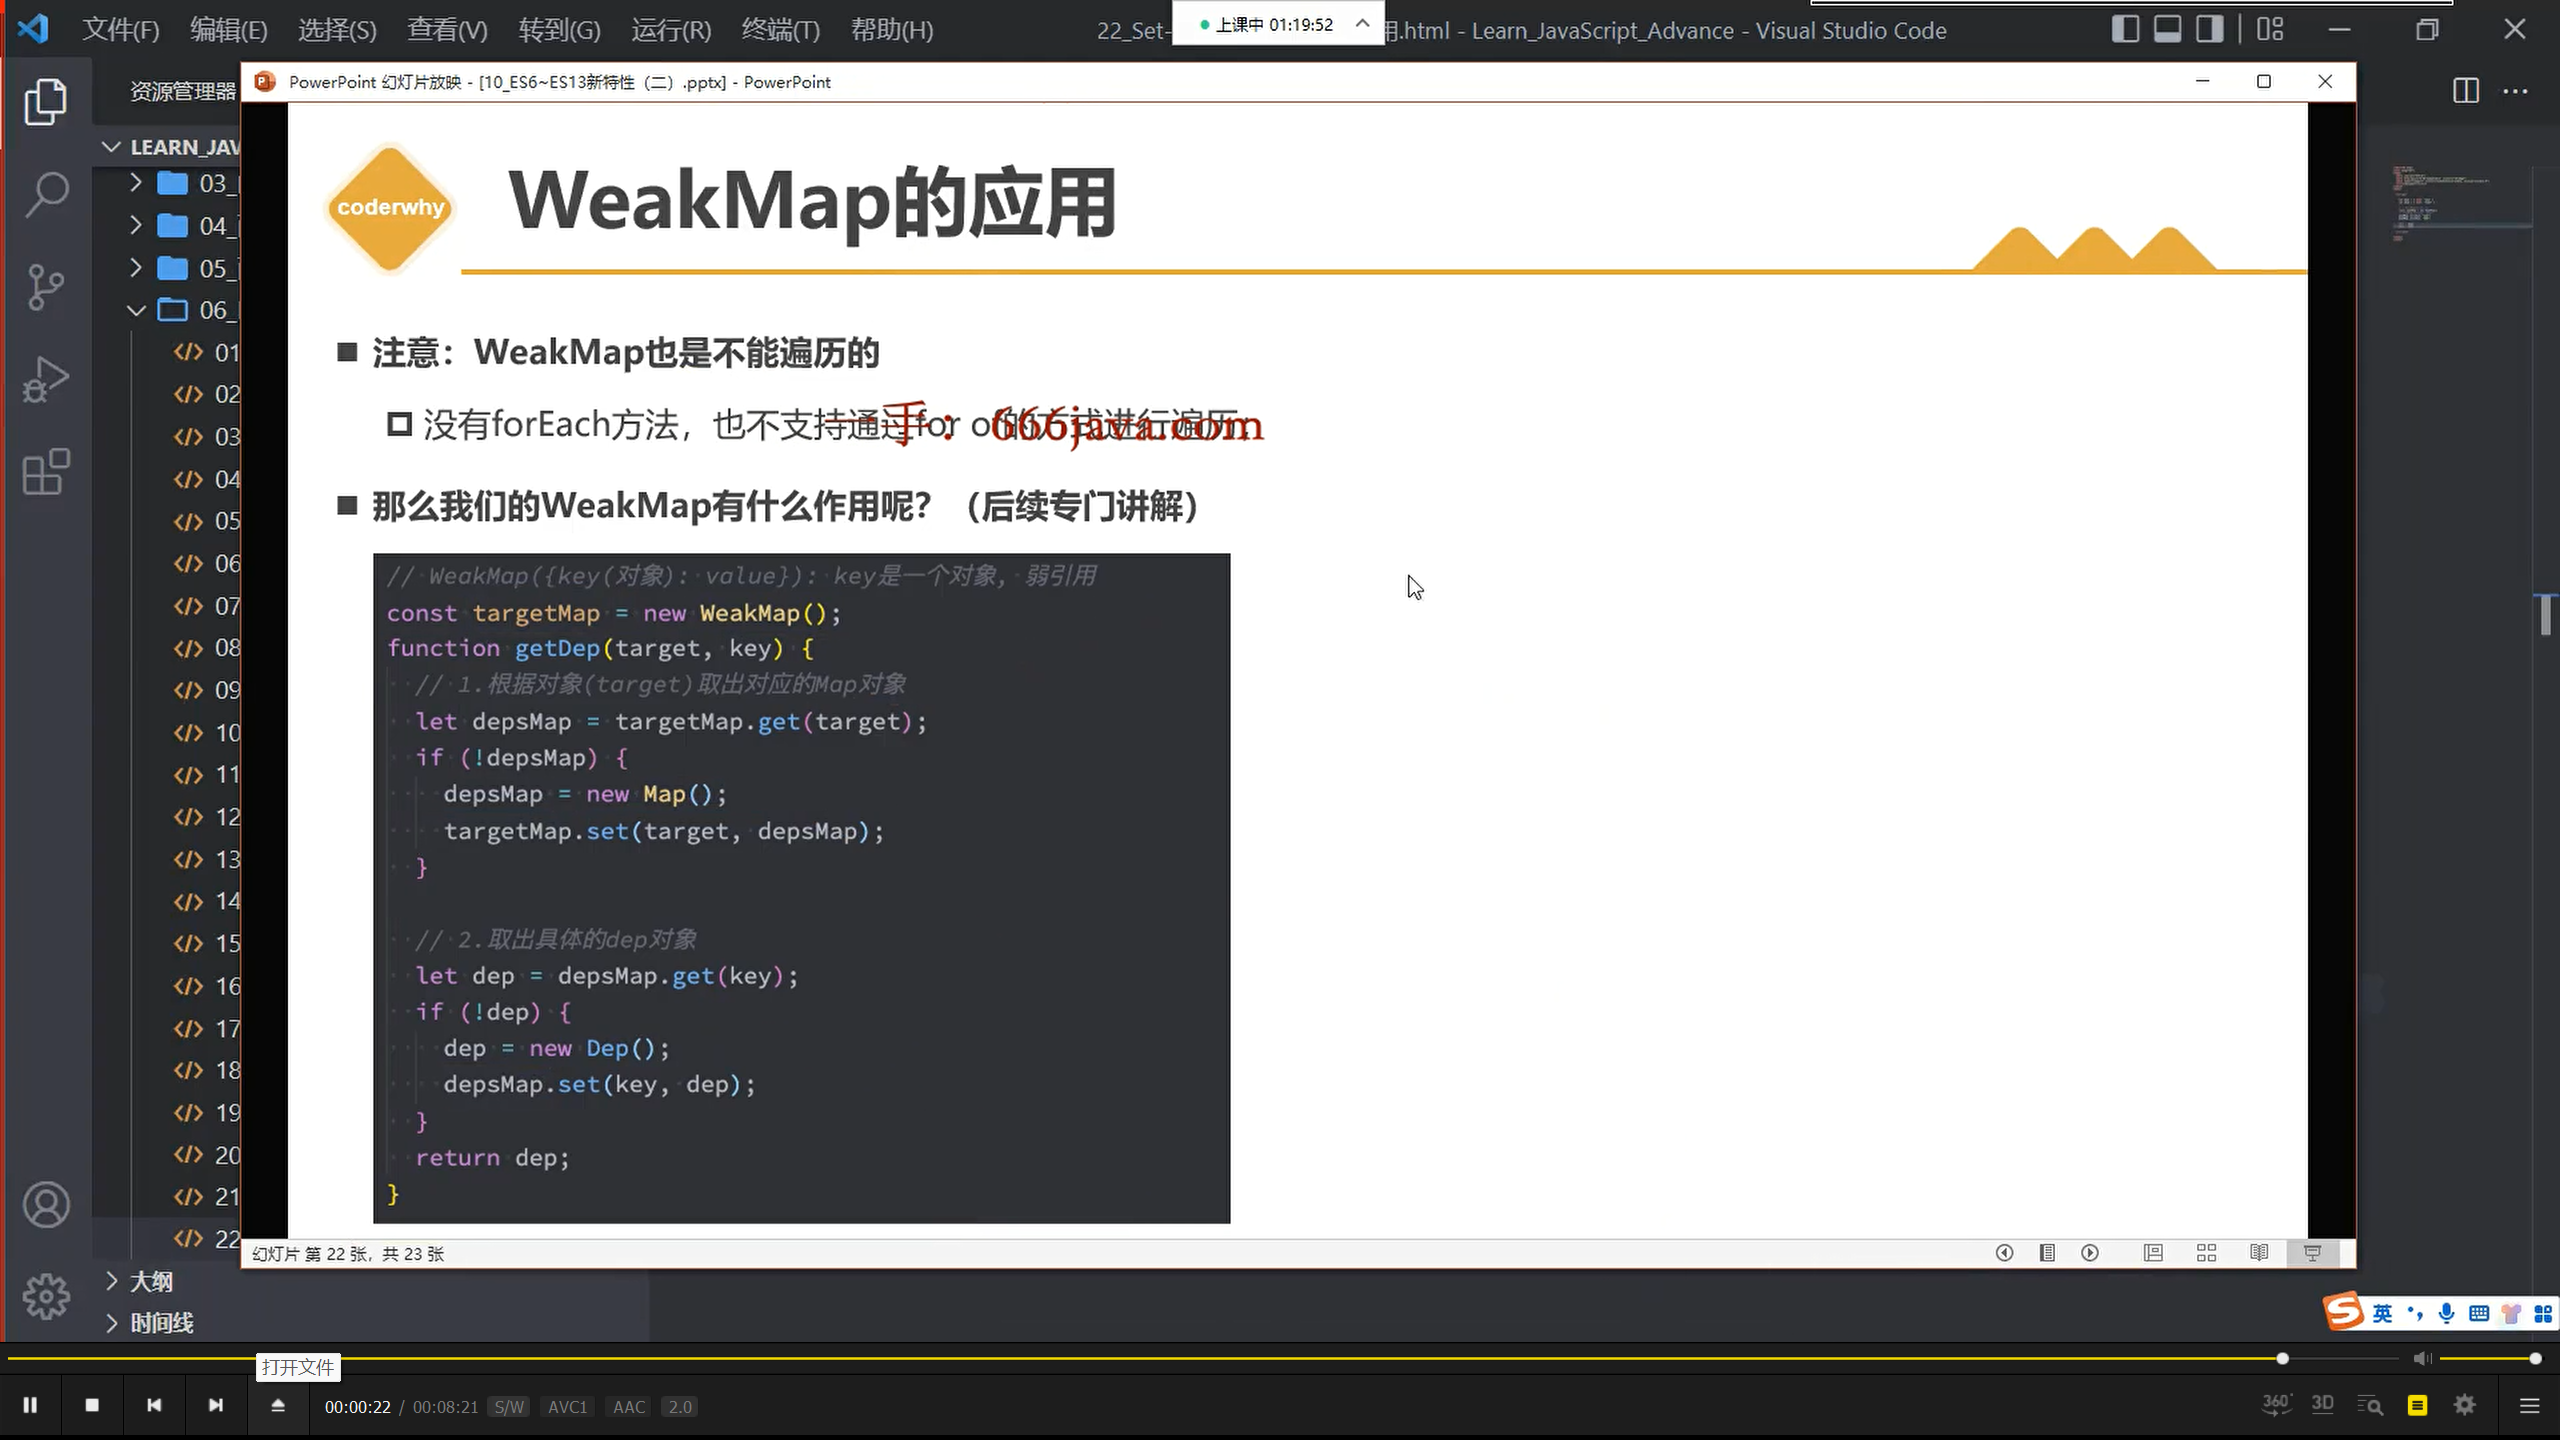 文件(F) 编辑(E) 选择(S) 查看(V) 转到(G) 运行(R) 终端(T) 帮助(H)
22_Set-
上课中 01:19:52
用.html - Learn_JavaScript_Advance - Visual Studio Code
资源管理器
PowerPoint 幻灯片放映 - [10_ES6~ES13新特性（二）.pptx] - PowerPoint
LEARN_JAV
03_
04_
05_
06_
01
02
03
04
05
06
07
08
09
10
11
12
13
14
15
16
17
18
19
20
21
22
大纲
时间线
coderwhy
WeakMap的应用
注意：WeakMap也是不能遍历的
没有forEach方法，也不支持通过for of的方式进行遍历；
一手： 666java.com
那么我们的WeakMap有什么作用呢？（后续专门讲解）
// WeakMap({key(对象): value}): key是一个对象, 弱引用
const targetMap = new WeakMap();
function getDep(target, key) {
// 1.根据对象(target)取出对应的Map对象
let depsMap = targetMap.get(target);
if (!depsMap) {
depsMap = new Map();
targetMap.set(target, depsMap);
}
// 2.取出具体的dep对象
let dep = depsMap.get(key);
if (!dep) {
dep = new Dep();
depsMap.set(key, dep);
}
return dep;
}
幻灯片 第 22 张，共 23 张
英
打开文件
00:00:22 / 00:08:21 S/W AVC1 AAC 2.0
360° 3D